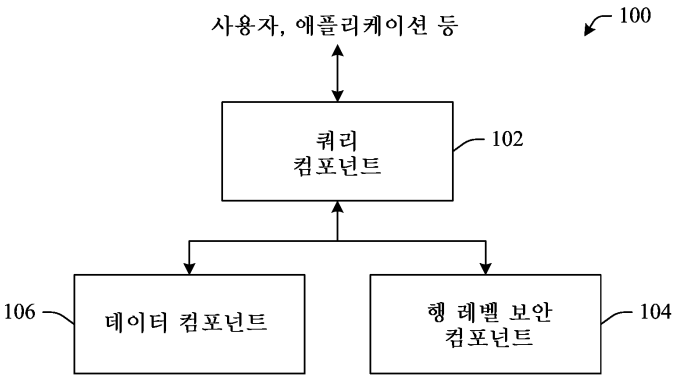 사용자, 애플리케이션 등
100
쿼리
컴포넌트
102
106
데이터 컴포넌트
행 레벨 보안
컴포넌트
104